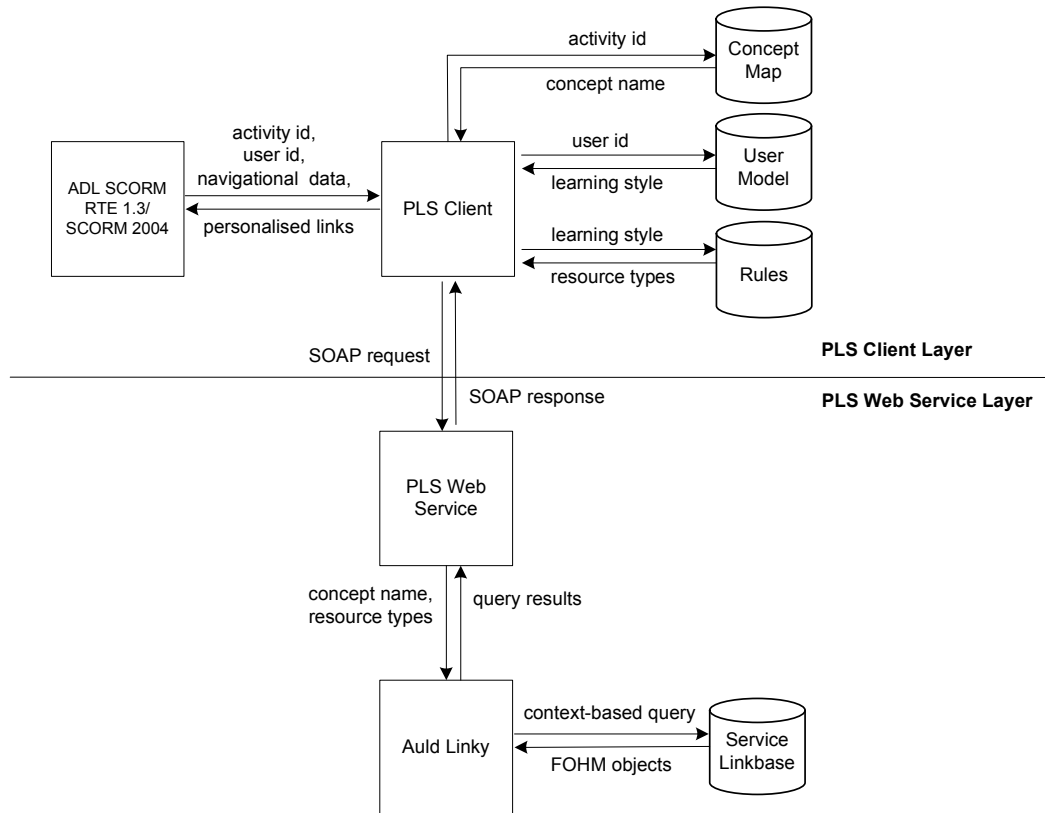 activity id
concept name
Concept
Map
activity id,
user id,
navigational data,
personalised links
ADL SCORM
RTE 1.3/
SCORM 2004
PLS Client
user id
learning style
User
Model
learning style
resource types
Rules
SOAP request
PLS Client Layer
SOAP response
PLS Web Service Layer
PLS Web
Service
concept name,
resource types
query results
Auld Linky
context-based query
FOHM objects
Service
Linkbase